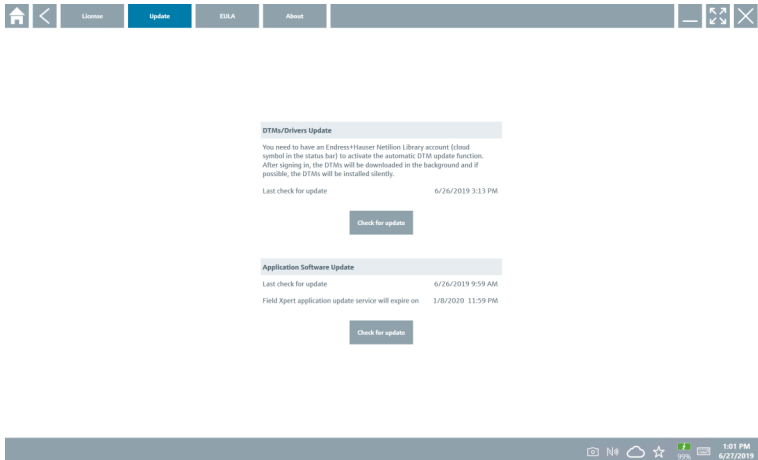 License Update EULA About
DTMs/Drivers Update
You need to have an Endress+Hauser Netilion Library account (cloud
symbol in the status bar) to activate the automatic DTM update function.
After signing in, the DTMs will be downloaded in the background and if
possible, the DTMs will be installed silently.
Last check for update 6/26/2019 3:13 PM
Check for update
Application Software Update
Last check for update 6/26/2019 9:59 AM
Field Xpert application update service will expire on 1/8/2020 11:59 PM
Check for update
1:01 PM
99% 6/27/2019